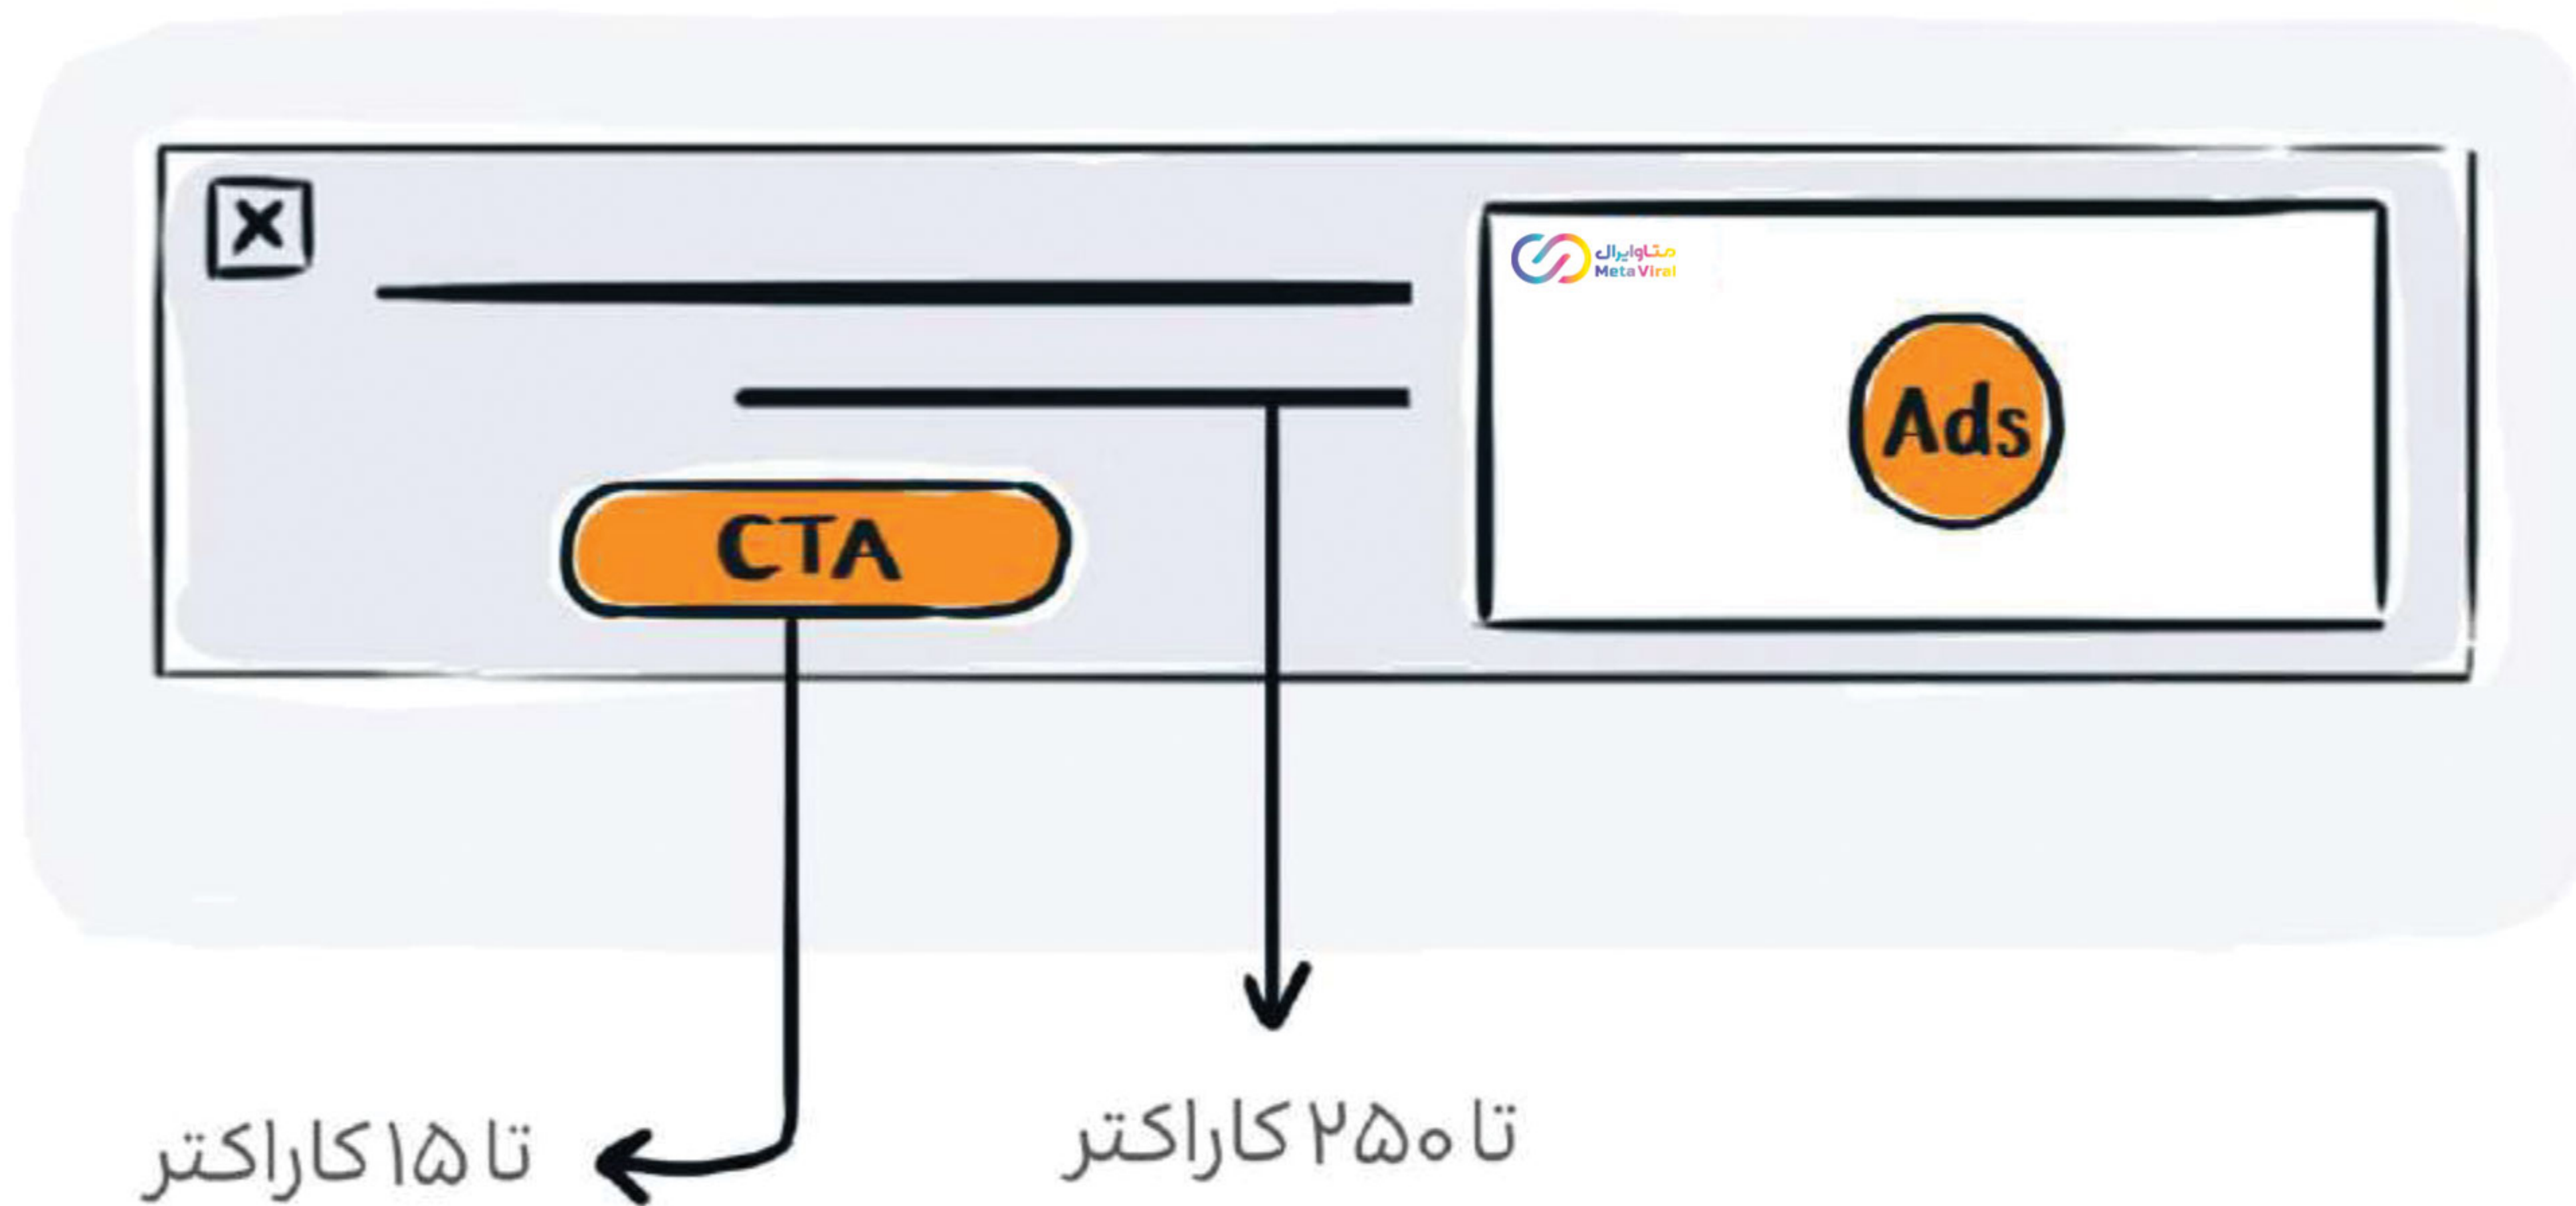 متاوایرال
Meta Viral
Ads
CTA
تا ۲۵۰ کاراکتر
تا ۱۵ کاراکتر